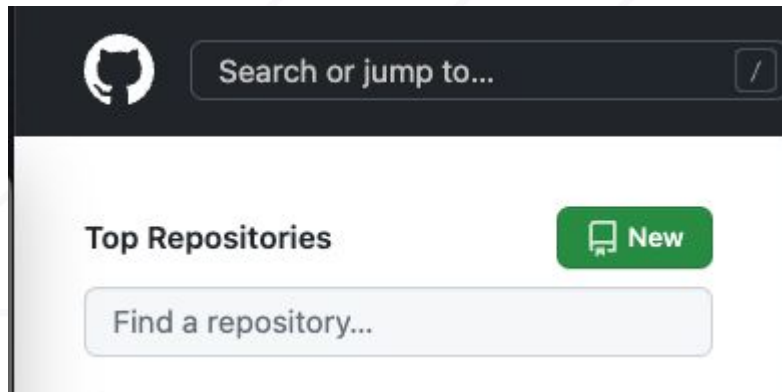 Search or jump to... /
Top Repositories New
Find a repository...